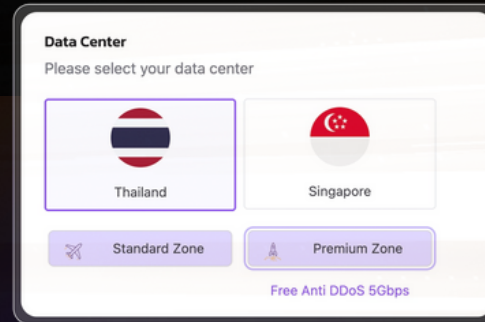 Data Center
Please select your data center
Thailand
Singapore
Standard Zone
Premium Zone
Free Anti DDoS 5Gbps